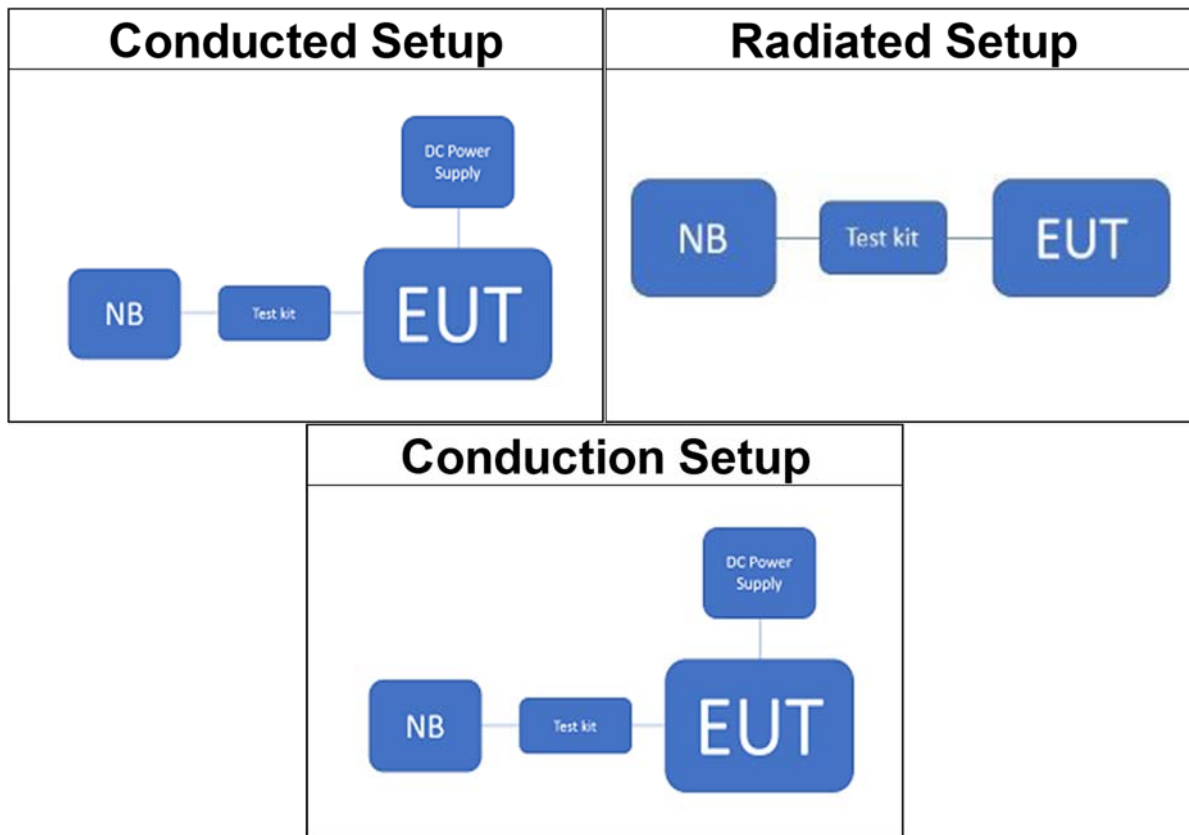 Conducted Setup
DC Power
Supply
NB
Test kit
EUT
Radiated Setup
NB
Test kit
EUT
Conduction Setup
DC Power
Supply
NB
Test kit
EUT